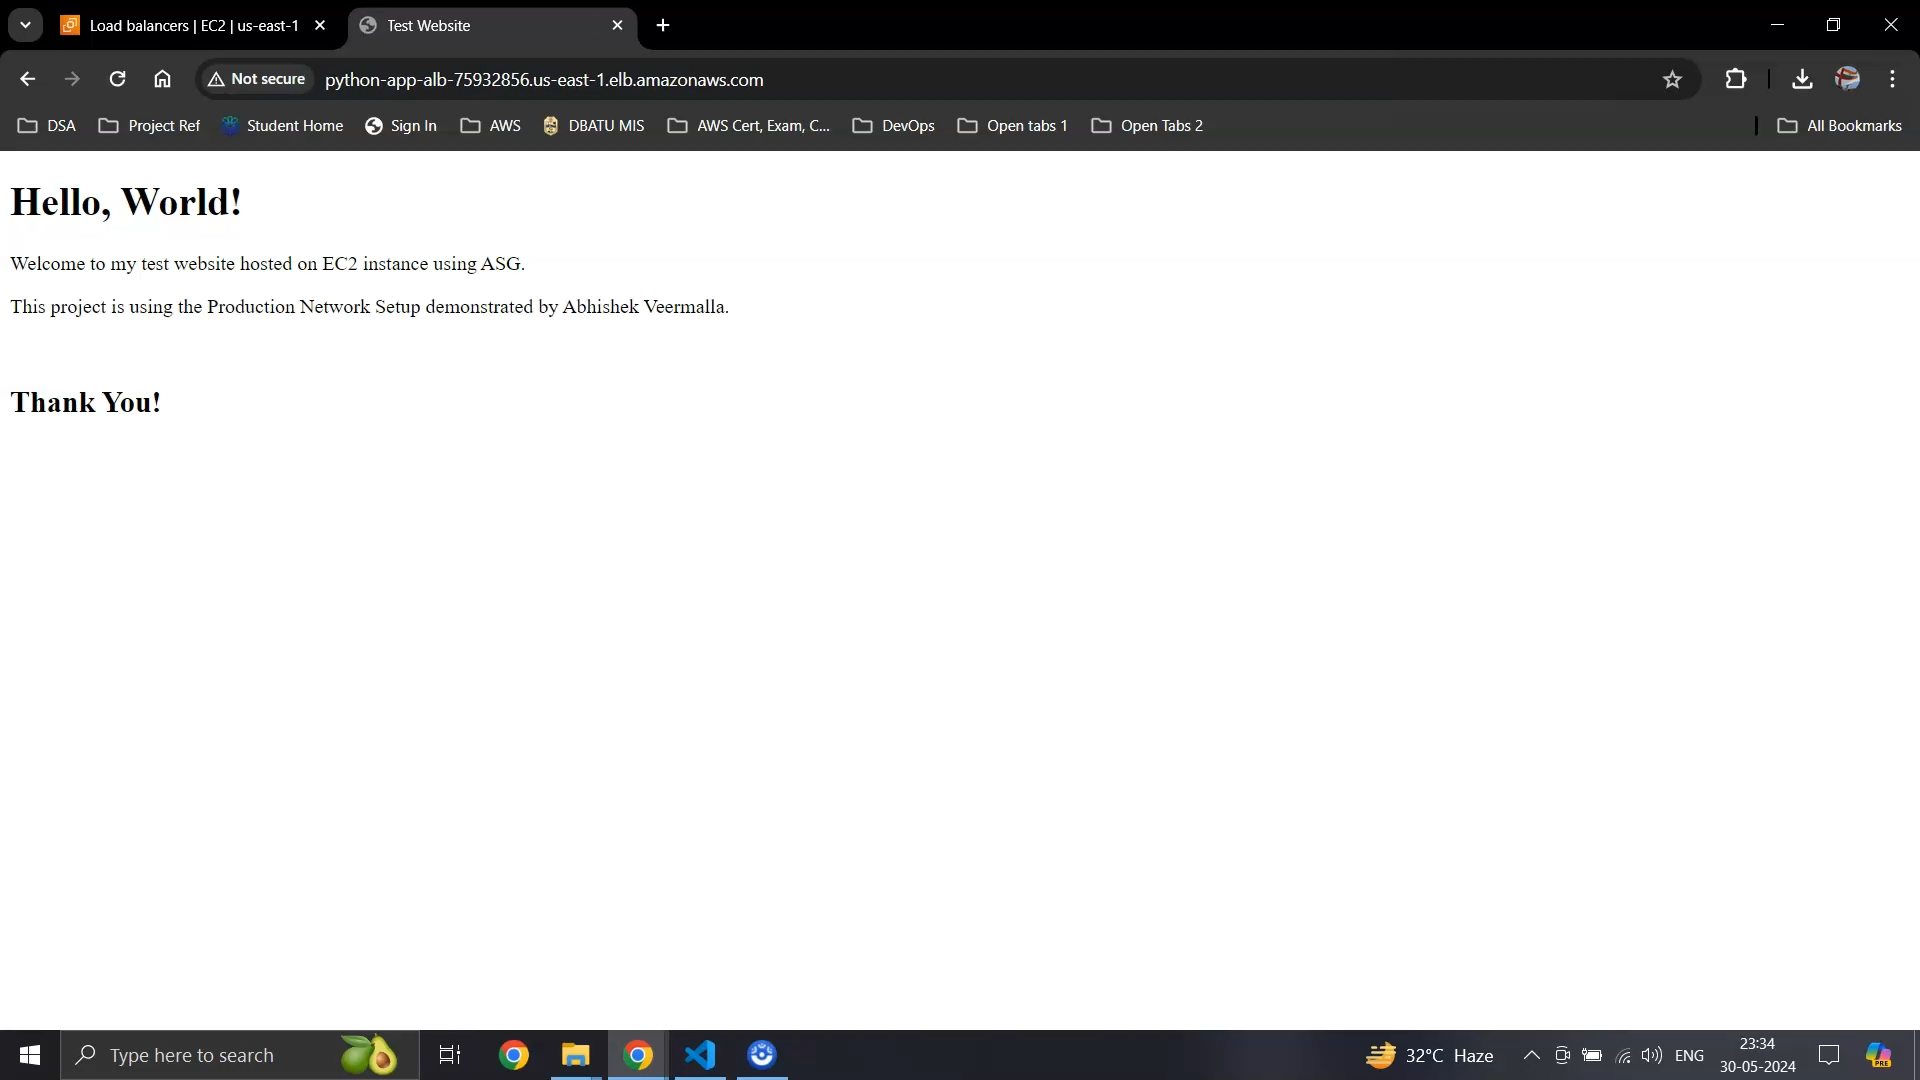 Load balancers | EC2 | us-east-1
Test Website
Not secure
python-app-alb-75932856.us-east-1.elb.amazonaws.com
DSA
Project Ref
Student Home
Sign In
AWS
DBATU MIS
AWS Cert, Exam, C...
DevOps
Open tabs 1
Open Tabs 2
All Bookmarks
Hello, World!
Welcome to my test website hosted on EC2 instance using ASG.
This project is using the Production Network Setup demonstrated by Abhishek Veermalla.
Thank You!
Type here to search
32°C Haze
ENG
23:34
30-05-2024
PRE